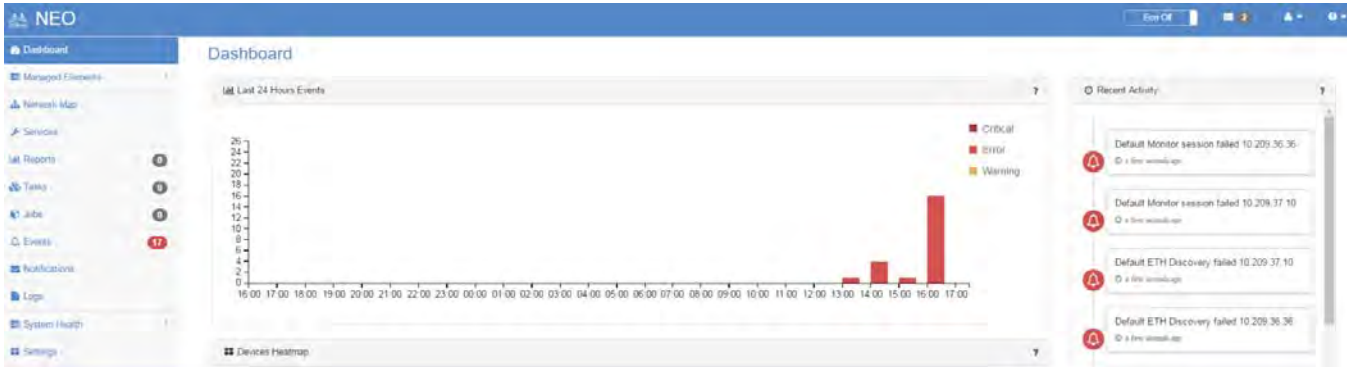 NEO
Eco Off
2
Dashboard
Dashboard
Managed Elements
Last 24 Hours Events
?
Recent Activity
?
Network Map
Services
Critical
Error
Warning
26
24
22
20
18
16
14
12
10
8
6
4
2
0
16:00 17:00 18:00 19:00 20:00 21:00 22:00 23:00 00:00 01:00 02:00 03:00 04:00 05:00 06:00 07:00 08:00 09:00 10:00 11:00 12:00 13:00 14:00 15:00 16:00 17:00
Default Monitor session failed 10.209.36.36
a few seconds ago
Default Monitor session failed 10.209.37.10
a few seconds ago
Default ETH Discovery failed 10.209.37.10
a few seconds ago
Default ETH Discovery failed 10.209.36.36
a few seconds ago
Reports 0
Tasks 0
Jobs 0
Events 17
Notifications
Logs
System Health
Settings
Devices Heatmap
?